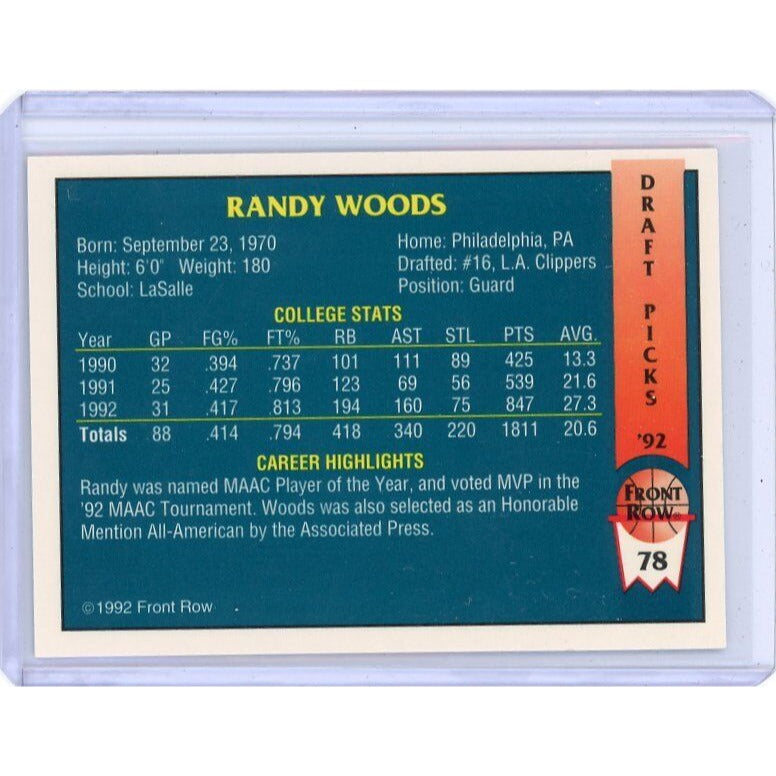 RANDY WOODS
Born: September 23, 1970
Height: 6'0" Weight: 180
School: LaSalle
Home: Philadelphia, PA
Drafted: #16, L.A. Clippers
Position: Guard
COLLEGE STATS
Year GP FG% FT% RB AST STL PTS AVG.
1990 32 .394 .737 101 111 89 425 13.3
1991 25 .427 .796 123 69 56 539 21.6
1992 31 .417 .813 194 160 75 847 27.3
Totals 88 .414 .794 418 340 220 1811 20.6
CAREER HIGHLIGHTS
Randy was named MAAC Player of the Year, and voted MVP in the
'92 MAAC Tournament. Woods was also selected as an Honorable
Mention All-American by the Associated Press.
©1992 Front Row
DRAFT PICKS
'92
FRONT
ROW®
78